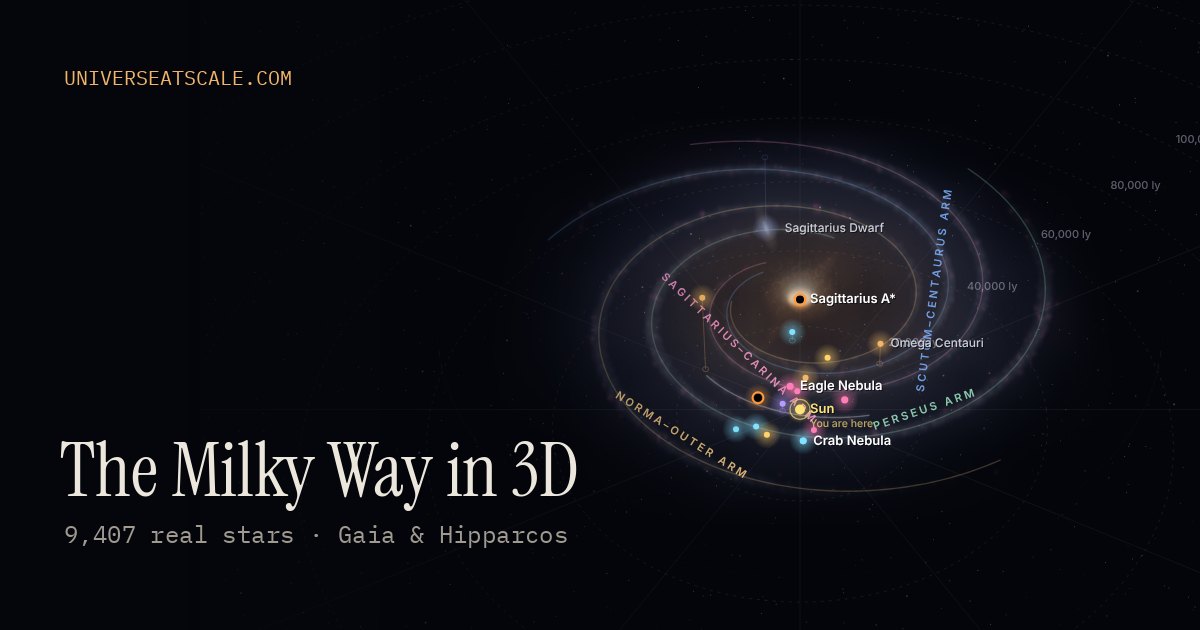 UNIVERSEATSCALE.COM
100,0
80,000 ly
60,000 ly
40,000 ly
SCUTUM–CENTAURUS ARM
Sagittarius Dwarf
Sagittarius A*
SAGITTARIUS–CARINA ARM
Omega Centauri
Eagle Nebula
Sun
You are here
PERSEUS ARM
Crab Nebula
NORMA–OUTER ARM
The Milky Way in 3D
9,407 real stars · Gaia & Hipparcos